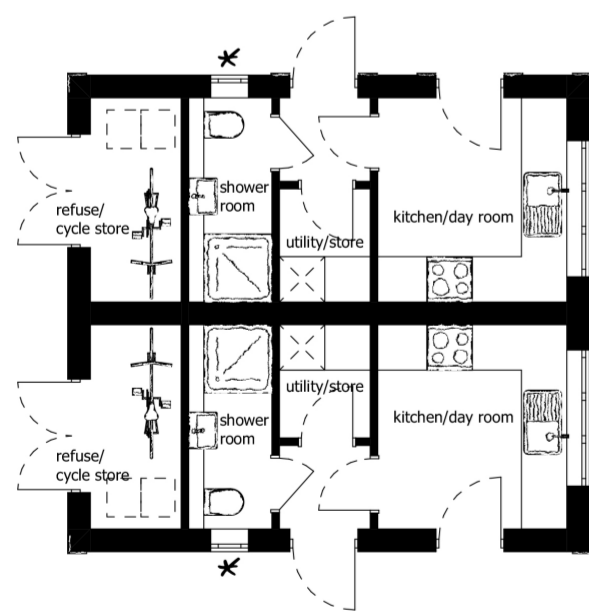 shower
room
refuse/
cycle store
kitchen/day room
utility/store
utility/store
shower
room
kitchen/day room
refuse/
cycle store